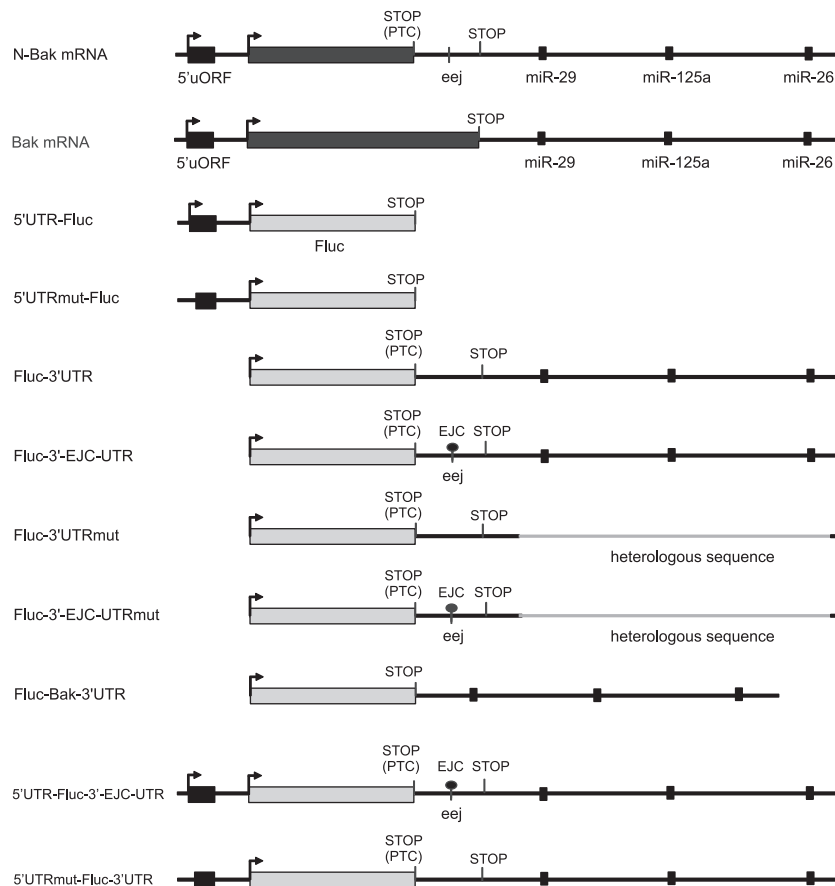 STOP
(PTC)
STOP
N-Bak mRNA
5'uORF
eej
miR-29
miR-125a
miR-26
STOP
Bak mRNA
5'uORF
miR-29
miR-125a
miR-26
STOP
5'UTR-Fluc
Fluc
STOP
5'UTRmut-Fluc
STOP
(PTC)
STOP
Fluc-3'UTR
STOP
(PTC)
EJC
STOP
Fluc-3'-EJC-UTR
eej
STOP
(PTC)
STOP
Fluc-3'UTRmut
heterologous sequence
STOP
(PTC)
EJC
STOP
Fluc-3'-EJC-UTRmut
eej
heterologous sequence
STOP
Fluc-Bak-3'UTR
STOP
(PTC)
EJC
STOP
5'UTR-Fluc-3'-EJC-UTR
eej
STOP
(PTC)
STOP
5'UTRmut-Fluc-3'UTR